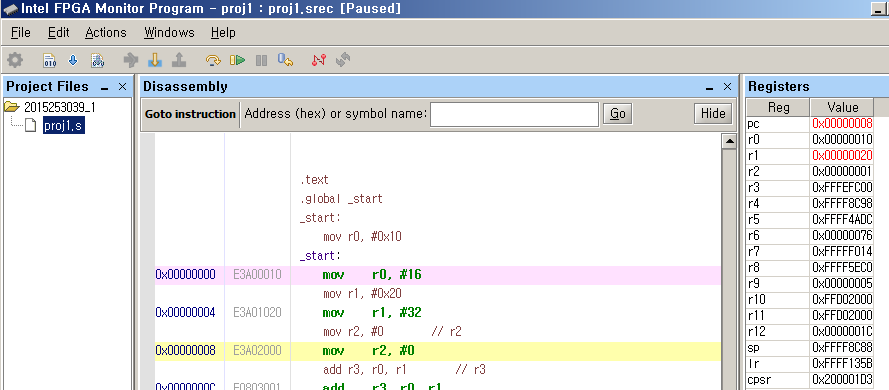 Intel FPGA Monitor Program - proj1 : proj1.srec [Paused]
File Edit Actions Windows Help
Project Files
2015253039_1
proj1.s
Disassembly
Goto instruction Address (hex) or symbol name: Go Hide
.text
.global _start
_start:
mov r0, #0x10
_start:
0x00000000 E3A00010 mov r0, #16
mov r1, #0x20
0x00000004 E3A01020 mov r1, #32
mov r2, #0 // r2
0x00000008 E3A02000 mov r2, #0
add r3, r0, r1 // r3
0x0000000C E0803001 add r3, r0, r1
Registers
Reg Value
pc 0x00000008
r0 0x00000010
r1 0x00000020
r2 0x00000001
r3 0xFFFEFC00
r4 0xFFFF8C98
r5 0xFFFF4ADC
r6 0x00000076
r7 0xFFFFF014
r8 0xFFFF5EC0
r9 0x00000005
r10 0xFFD02000
r11 0xFFD02000
r12 0x0000001C
sp 0xFFFF8C88
lr 0xFFFF135B
cpsr 0x200001D3